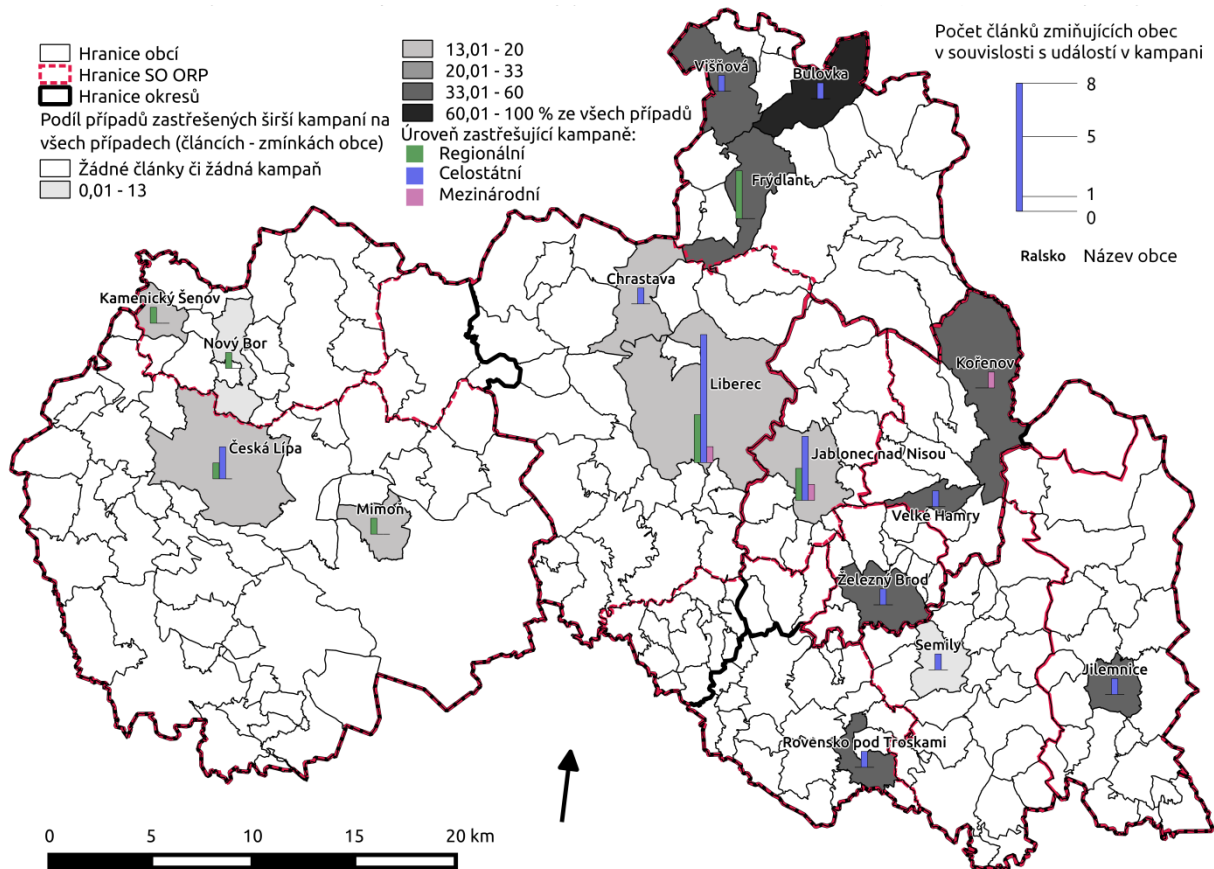 Hranice obcí
Hranice SO ORP
Hranice okresů
Podíl případů zastřešených širší kampaní na
všech případech (článcích - zmínkách obce)
Žádné články či žádná kampaň
0,01 - 13
13,01 - 20
20,01 - 33
33,01 - 60
60,01 - 100 % ze všech případů
Úroveň zastřešující kampaně:
Regionální
Celostátní
Mezinárodní
Počet článků zmiňujících obec
v souvislosti s událostí v kampani
8
5
1
0
Ralsko Název obce
Višňová
Bulovka
Frýdlant
Chrastava
Kamenický Šenov
Nový Bor
Liberec
Kořenov
Česká Lípa
Jablonec nad Nisou
Mimoň
Velké Hamry
Železný Brod
Semily
Jilemnice
Rovensko pod Troskami
0 5 10 15 20 km